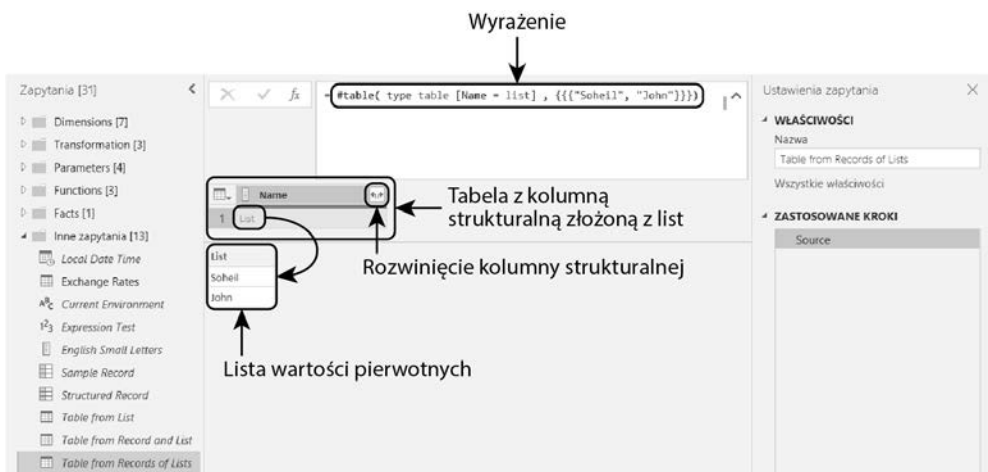 Wyrażenie
Zapytania [31]
Dimensions [7]
Transformation [3]
Parameters [4]
Functions [3]
Facts [1]
Inne zapytania [13]
Local Date Time
Exchange Rates
ABC Current Environment
123 Expression Test
English Small Letters
Sample Record
Structured Record
Table from List
Table from Record and List
Table from Records of Lists
fx
= #table( type table [Name = list] , {{{"Soheil", "John"}}})
Name
1 List
Tabela z kolumną
strukturalną złożoną z list
Rozwinięcie kolumny strukturalnej
List
Soheil
John
Lista wartości pierwotnych
Ustawienia zapytania
WŁAŚCIWOŚCI
Nazwa
Table from Records of Lists
Wszystkie właściwości
ZASTOSOWANE KROKI
Source